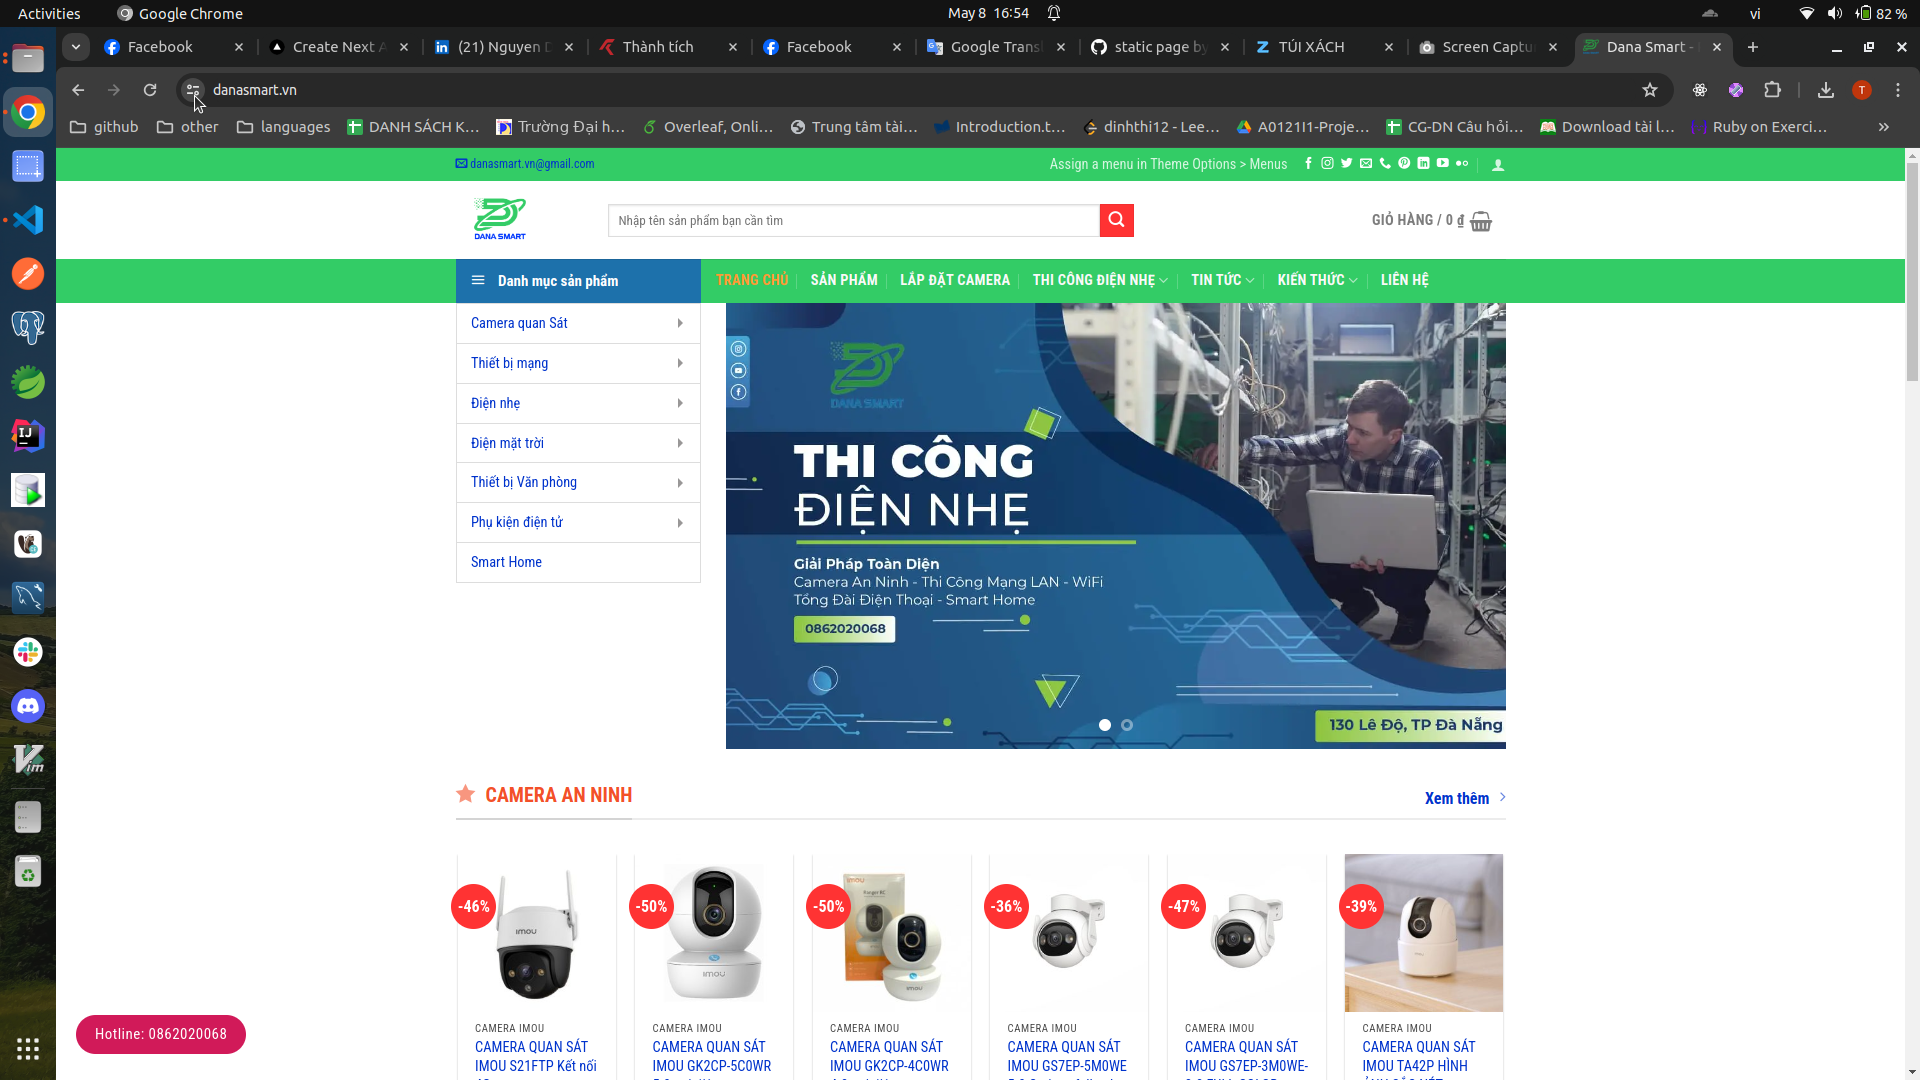 Activities
Google Chrome
May 8 16:54
vi
82 %
Facebook
Create Next A
(21) Nguyen D
Thành tích
Facebook
Google Transl
static page by
TÚI XÁCH
Screen Captu
Dana Smart -
danasmart.vn
T
github
other
languages
DANH SÁCH K...
Trường Đại h...
Overleaf, Onli...
Trung tâm tài...
Introduction.t...
dinhthi12 - Lee...
A0121I1-Proje...
CG-DN Câu hỏi...
Download tài l...
Ruby on Exerci...
danasmart.vn@gmail.com
Assign a menu in Theme Options > Menus
DANA SMART
Nhập tên sản phẩm bạn cần tìm
GIỎ HÀNG / 0 ₫
Danh mục sản phẩm
TRANG CHỦ
SẢN PHẨM
LẮP ĐẶT CAMERA
THI CÔNG ĐIỆN NHẸ
TIN TỨC
KIẾN THỨC
LIÊN HỆ
Camera quan Sát
Thiết bị mạng
Điện nhẹ
Điện mặt trời
Thiết bị Văn phòng
Phụ kiện điện tử
Smart Home
DANA SMART
THI CÔNG
ĐIỆN NHẸ
Giải Pháp Toàn Diện
Camera An Ninh - Thi Công Mạng LAN - WiFi
Tổng Đài Điện Thoại - Smart Home
0862020068
130 Lê Độ, TP Đà Nẵng
CAMERA AN NINH
Xem thêm
-46%
-50%
-50%
-36%
-47%
-39%
CAMERA IMOU
CAMERA QUAN SÁT
IMOU S21FTP Kết nối
CAMERA IMOU
CAMERA QUAN SÁT
IMOU GK2CP-5C0WR
CAMERA IMOU
CAMERA QUAN SÁT
IMOU GK2CP-4C0WR
CAMERA IMOU
CAMERA QUAN SÁT
IMOU GS7EP-5M0WE
CAMERA IMOU
CAMERA QUAN SÁT
IMOU GS7EP-3M0WE-
CAMERA IMOU
CAMERA QUAN SÁT
IMOU TA42P HÌNH
Hotline: 0862020068